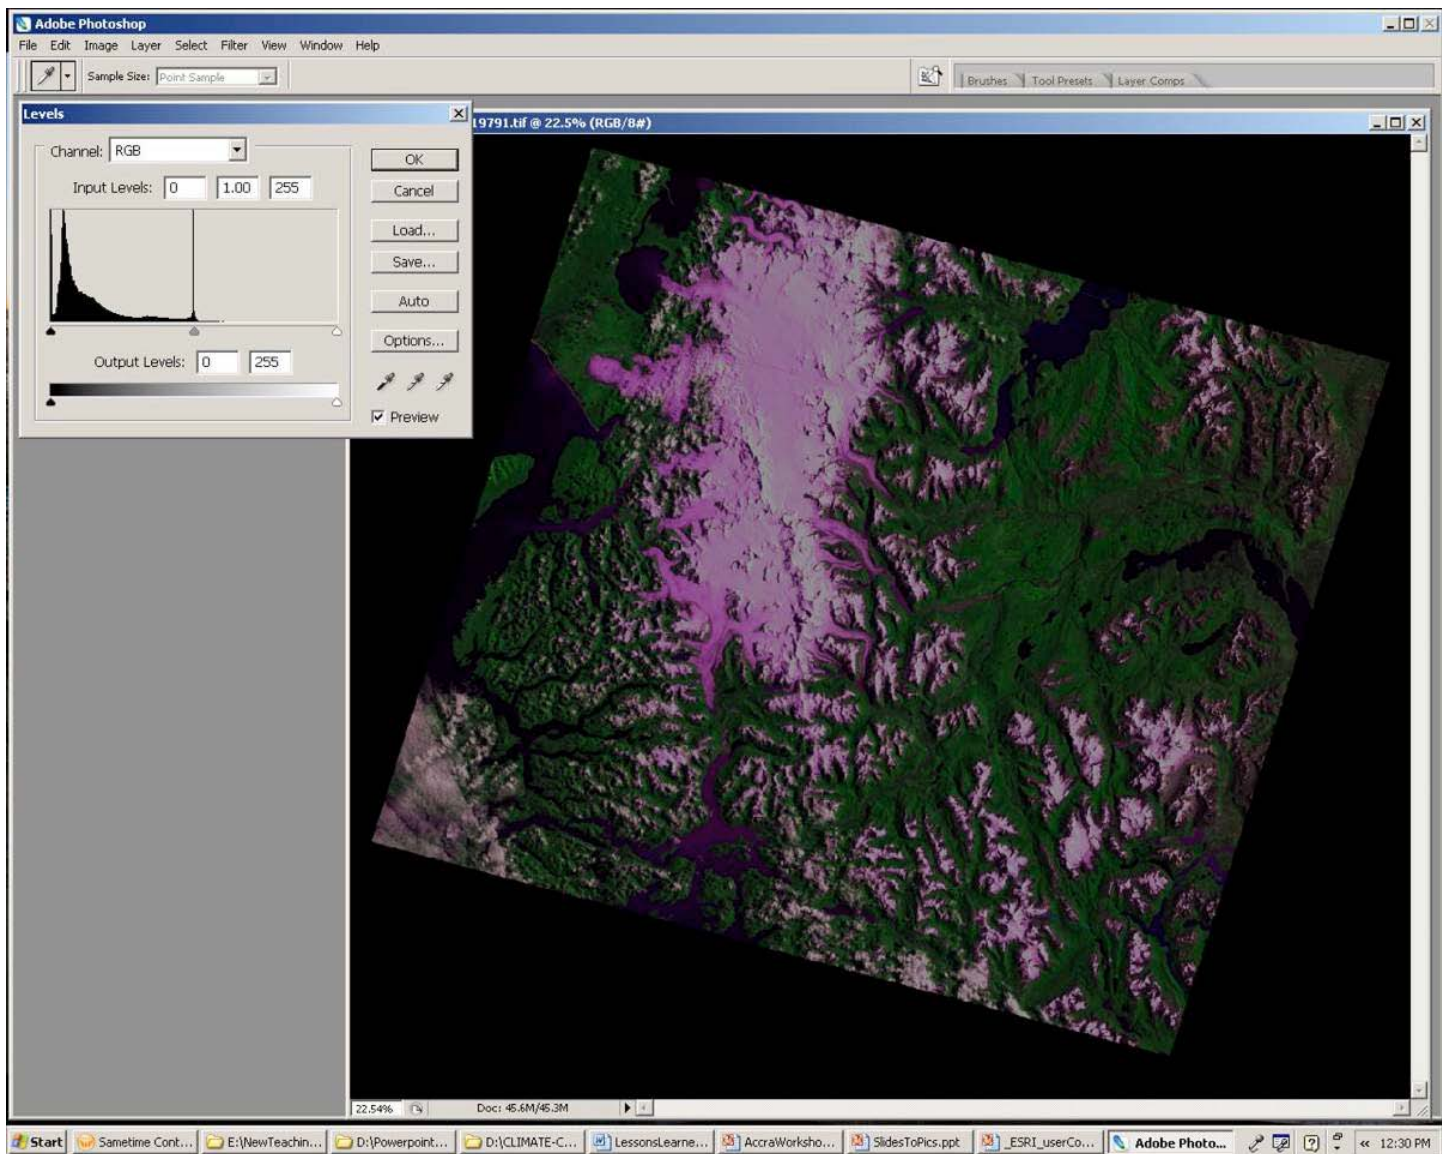 Adobe Photoshop
File Edit Image Layer Select Filter View Window Help
Sample Size: Point Sample
Brushes Tool Presets Layer Comps
Levels
19791.tif @ 22.5% (RGB/8#)
Channel: RGB
OK
Input Levels: 0 1.00 255
Cancel
Load...
Save...
Auto
Options...
Output Levels: 0 255
Preview
22.54% Doc: 45.6M/45.3M
Start Sametime Cont... E:\NewTeachin... D:\Powerpoint... D:\CLIMATE-C... LessonsLearne... AccraWorksho... SlidesToPics.ppt _ESRI_userCo... Adobe Photo... « 12:30 PM